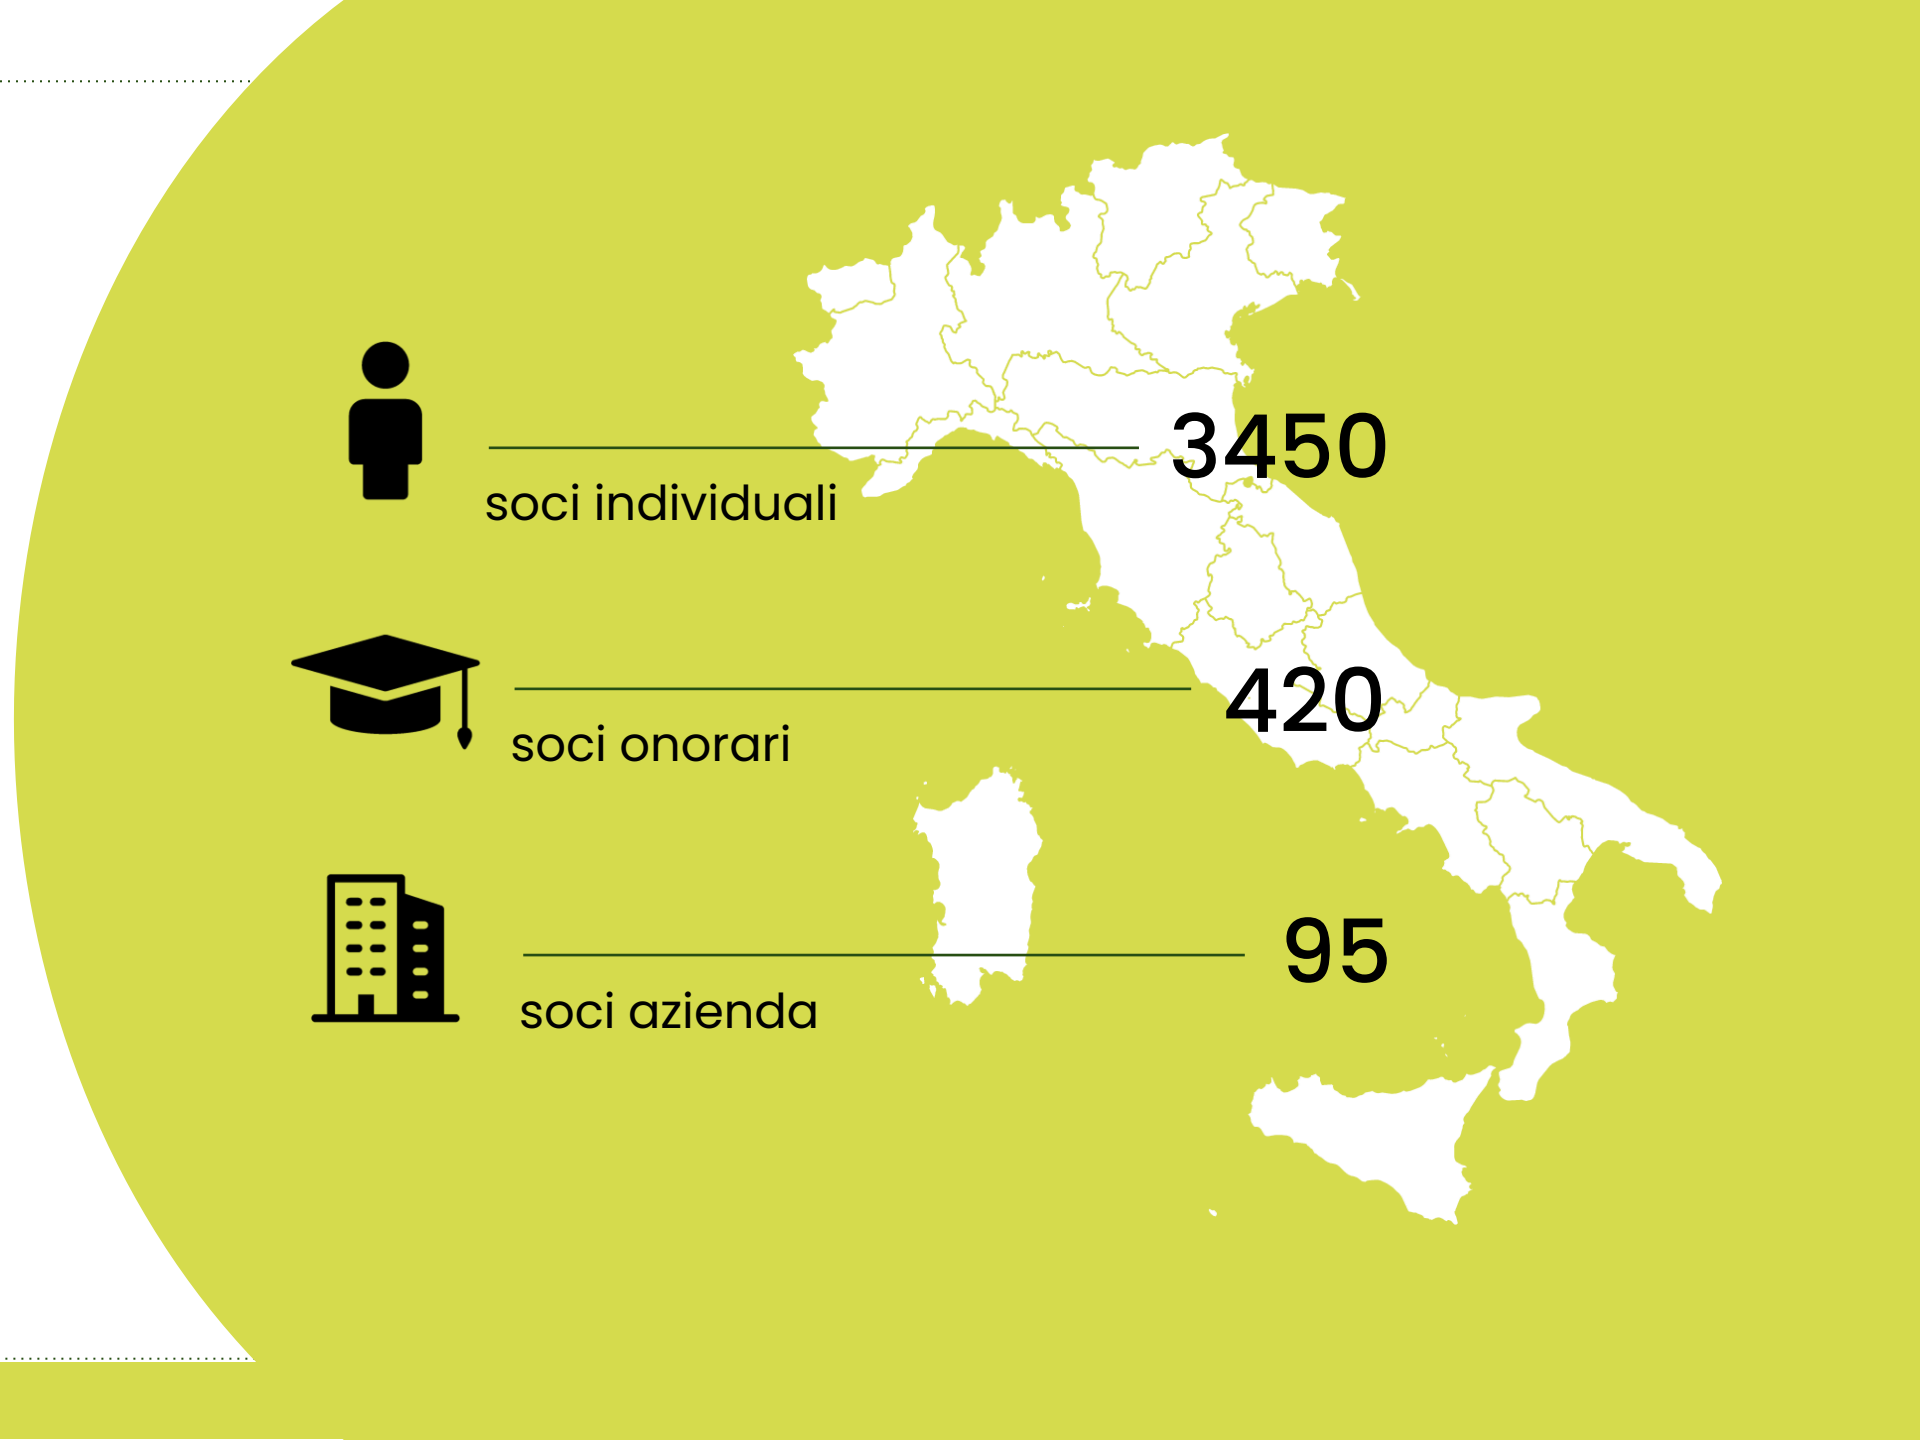 3450
soci individuali
420
soci onorari
95
soci azienda